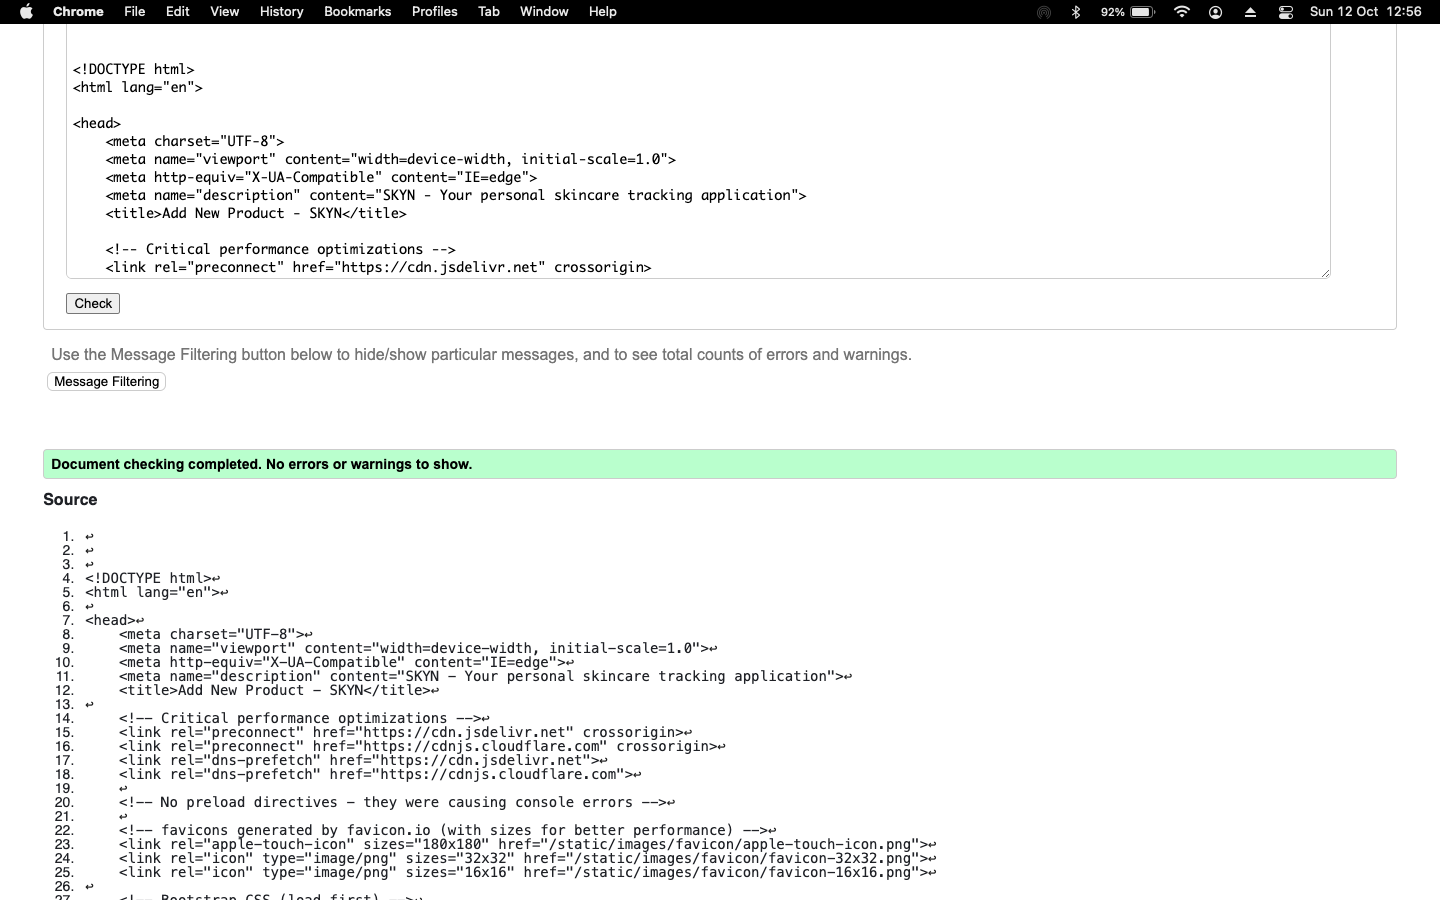 Chrome File Edit View History Bookmarks Profiles Tab Window Help 92% Sun 12 Oct 12:56
<!DOCTYPE html>
<html lang="en">
<head>
<meta charset="UTF-8">
<meta name="viewport" content="width=device-width, initial-scale=1.0">
<meta http-equiv="X-UA-Compatible" content="IE=edge">
<meta name="description" content="SKYN - Your personal skincare tracking application">
<title>Add New Product - SKYN</title>
<!-- Critical performance optimizations -->
<link rel="preconnect" href="https://cdn.jsdelivr.net" crossorigin>
Check
Use the Message Filtering button below to hide/show particular messages, and to see total counts of errors and warnings.
Message Filtering
Document checking completed. No errors or warnings to show.
Source
1. ↩
2. ↩
3. ↩
4. <!DOCTYPE html>↩
5. <html lang="en">↩
6. ↩
7. <head>↩
8. <meta charset="UTF-8">↩
9. <meta name="viewport" content="width=device-width, initial-scale=1.0">↩
10. <meta http-equiv="X-UA-Compatible" content="IE=edge">↩
11. <meta name="description" content="SKYN - Your personal skincare tracking application">↩
12. <title>Add New Product - SKYN</title>↩
13. ↩
14. <!-- Critical performance optimizations -->↩
15. <link rel="preconnect" href="https://cdn.jsdelivr.net" crossorigin>↩
16. <link rel="preconnect" href="https://cdnjs.cloudflare.com" crossorigin>↩
17. <link rel="dns-prefetch" href="https://cdn.jsdelivr.net">↩
18. <link rel="dns-prefetch" href="https://cdnjs.cloudflare.com">↩
19. ↩
20. <!-- No preload directives - they were causing console errors -->↩
21. ↩
22. <!-- favicons generated by favicon.io (with sizes for better performance) -->↩
23. <link rel="apple-touch-icon" sizes="180x180" href="/static/images/favicon/apple-touch-icon.png">↩
24. <link rel="icon" type="image/png" sizes="32x32" href="/static/images/favicon/favicon-32x32.png">↩
25. <link rel="icon" type="image/png" sizes="16x16" href="/static/images/favicon/favicon-16x16.png">↩
26. ↩
27. <!-- Bootstrap CSS (load first) -->↩